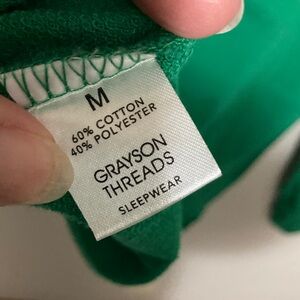 M
60% COTTON
40% POLYESTER
GRAYSON
THREADS
SLEEPWEAR